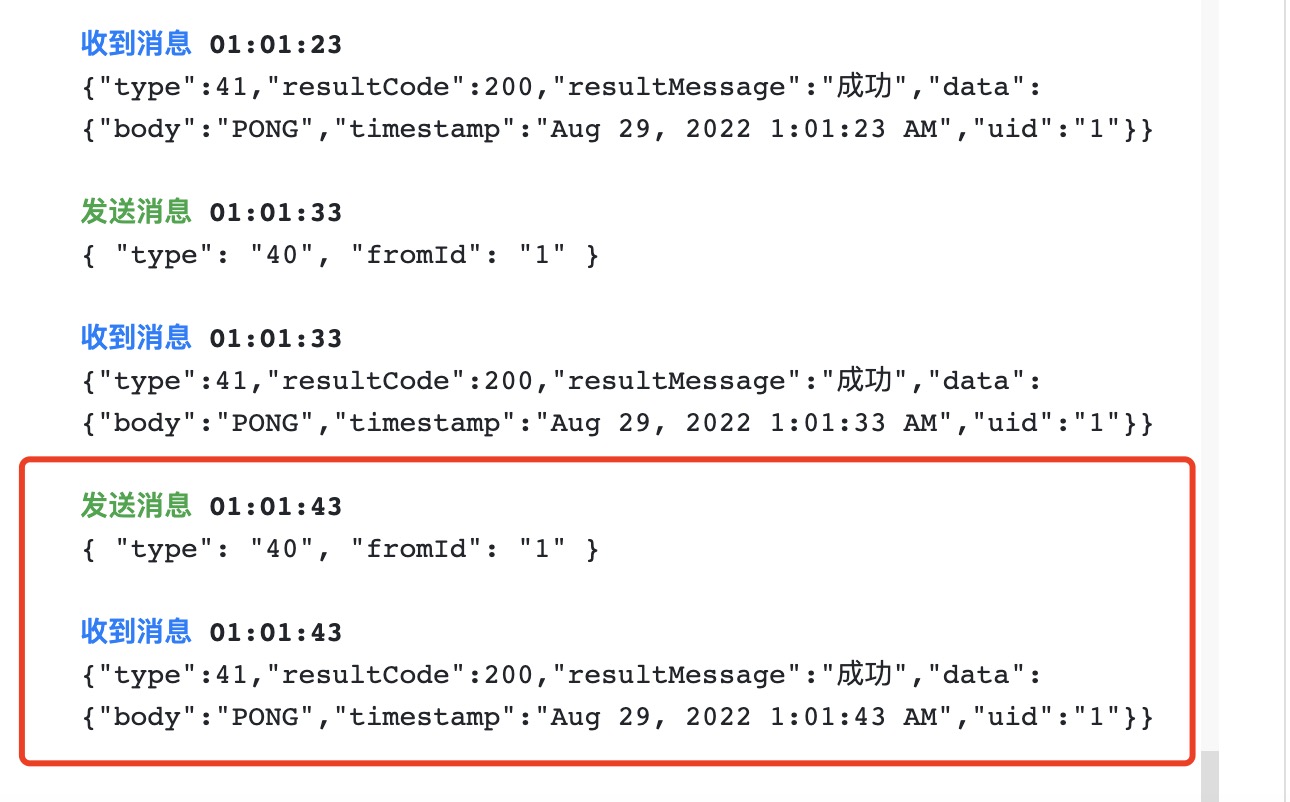 收到消息 01:01:23
{"type":41,"resultCode":200,"resultMessage":"成功","data":
{"body":"PONG","timestamp":"Aug 29, 2022 1:01:23 AM","uid":"1"}}
发送消息 01:01:33
{ "type": "40", "fromId": "1" }
收到消息 01:01:33
{"type":41,"resultCode":200,"resultMessage":"成功","data":
{"body":"PONG","timestamp":"Aug 29, 2022 1:01:33 AM","uid":"1"}}
发送消息 01:01:43
{ "type": "40", "fromId": "1" }
收到消息 01:01:43
{"type":41,"resultCode":200,"resultMessage":"成功","data":
{"body":"PONG","timestamp":"Aug 29, 2022 1:01:43 AM","uid":"1"}}